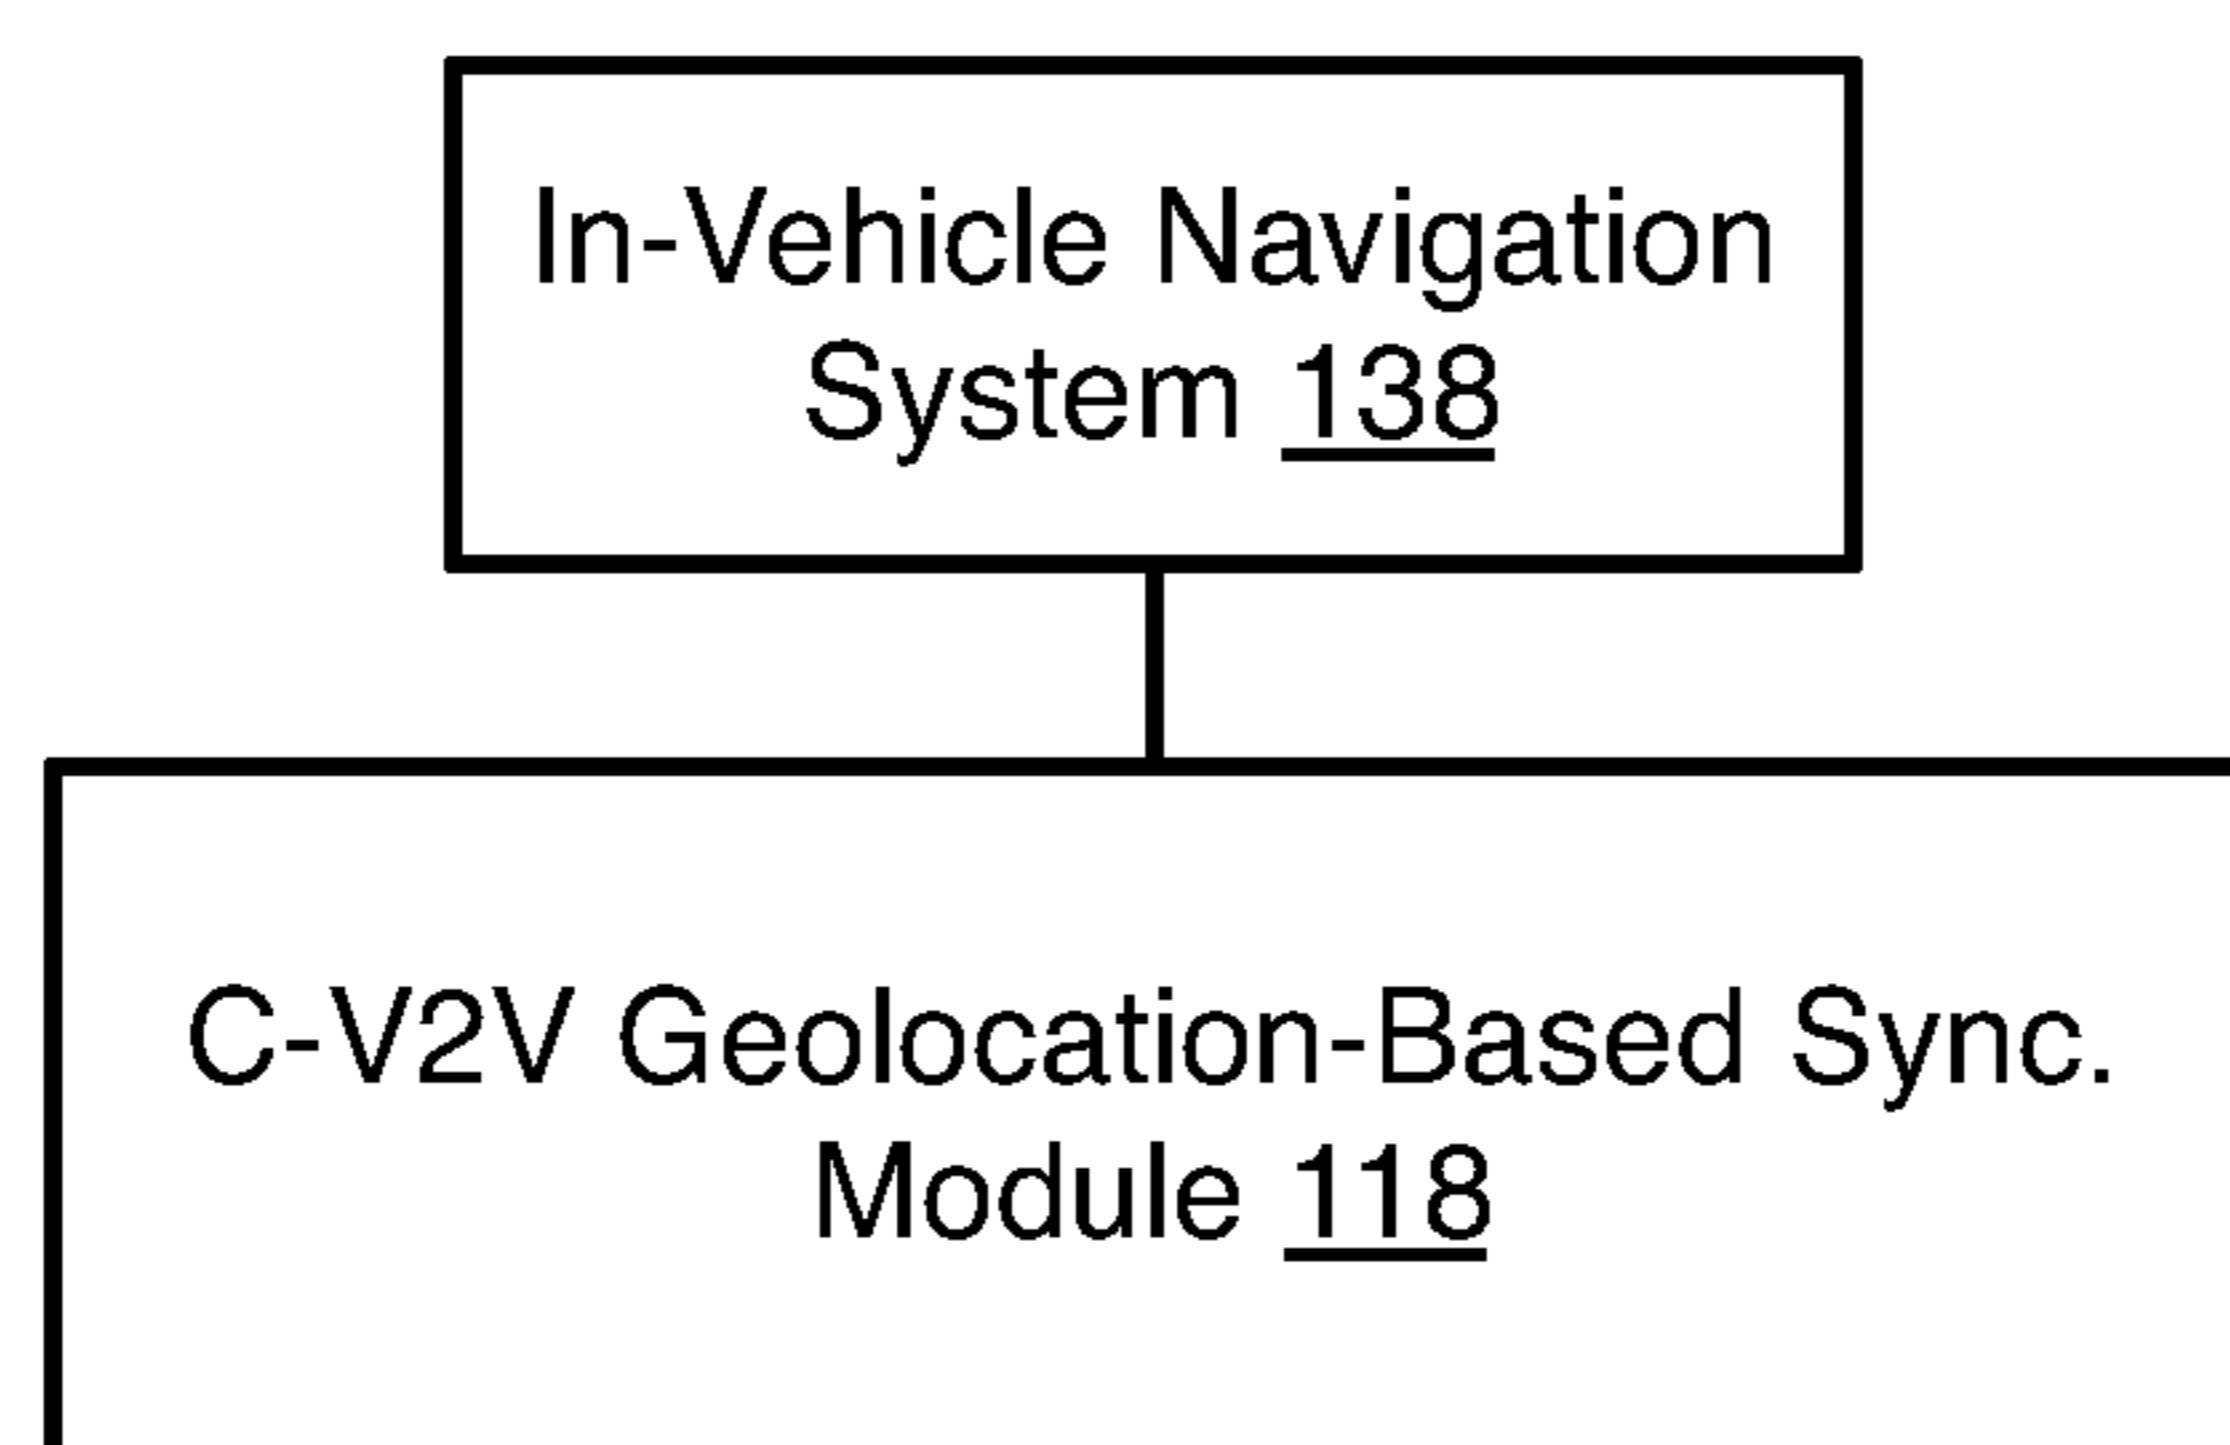 In-Vehicle Navigation
System 138
C-V2V Geolocation-Based Sync.
Module 118